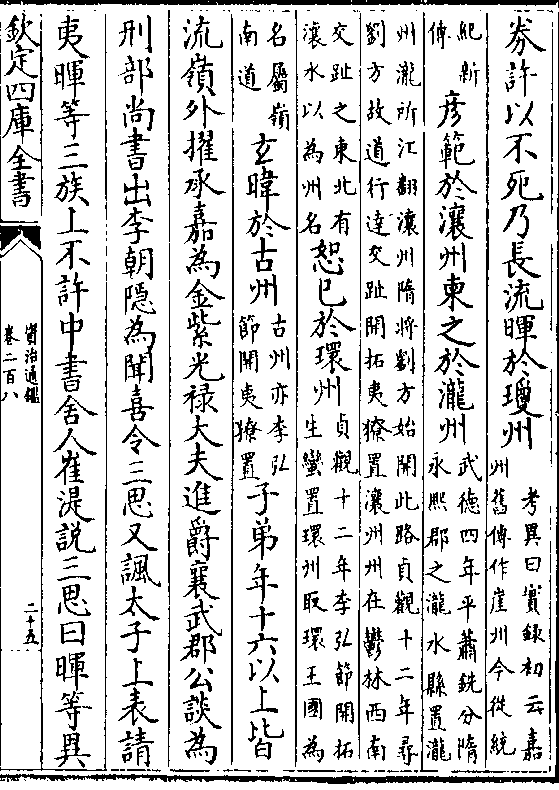 券許以不死乃長流暉於瓊州考異曰實録初云嘉州舊傳作崖州今從統
紀新傳彦範於瀼州柬之於瀧州武徳四年平蕭銑分隋永熙郡之瀧水縣置瀧
州瀧所江翻瀼州隋將劉方始開此路貞觀十二年尋
劉方故道行達交趾開拓夷獠置瀼州州在鬱林西南
交趾之東北有瀼水以為州名恕已於環州貞觀十二年李弘節開拓生蠻置環州取環王國為
名屬嶺南道玄暐於古州古州亦李弘節開夷獠置子弟年十六以上皆
流嶺外擢承嘉為金紫光禄大夫進爵襄武郡公談為
刑部尚書出李朝隠為聞喜令三思又諷太子上表請
夷暉等三族上不許中書舍人崔湜説三思曰暉等異
欽定四庫全書
資治通鑑
卷二百八
二十五